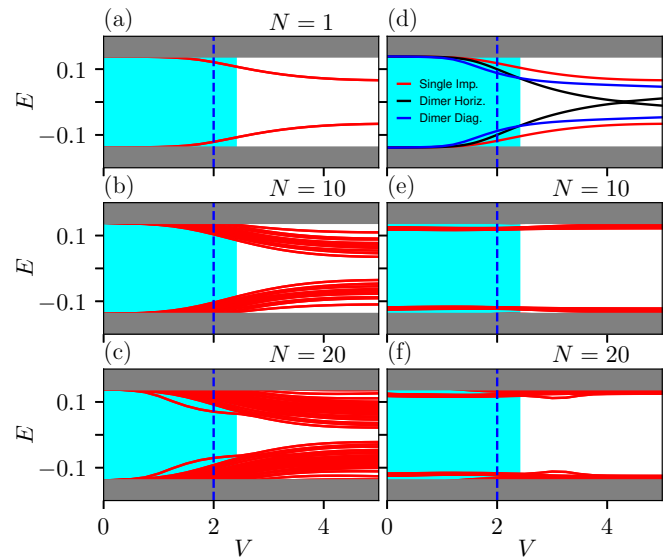 (a) N = 1 (d)
0.1
E
−0.1
Single Imp.
Dimer Horiz.
Dimer Diag.
(b) N = 10 (e) N = 10
0.1
E
−0.1
(c) N = 20 (f) N = 20
0.1
E
−0.1
0 2 4 0 2 4
V V